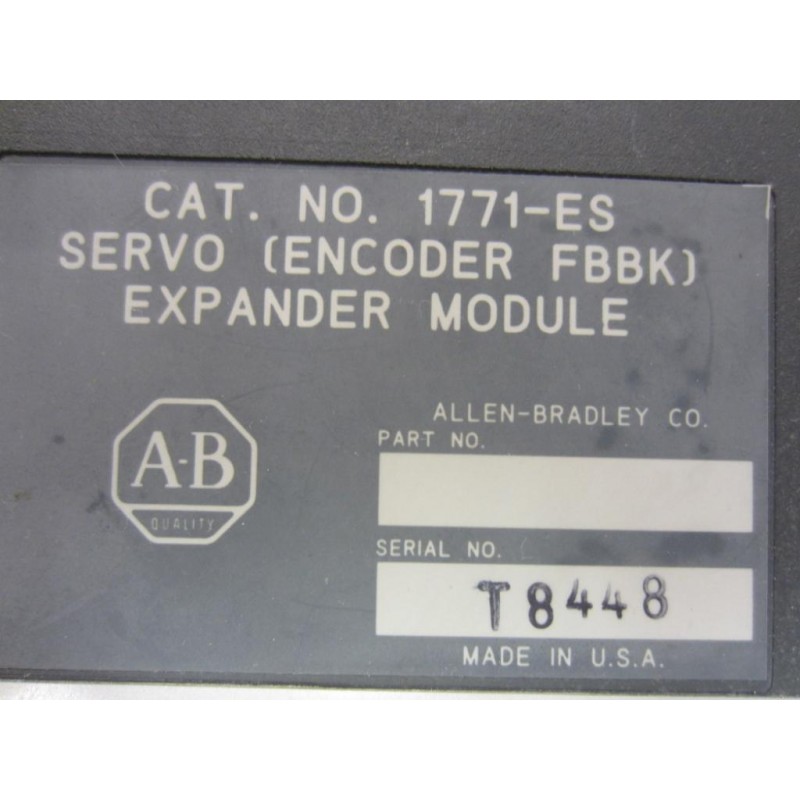 CAT. NO. 1771-ES
SERVO (ENCODER FBBK)
EXPANDER MODULE
A-B
QUALITY
ALLEN-BRADLEY CO.
PART NO.
SERIAL NO.
T8448
MADE IN U.S.A.